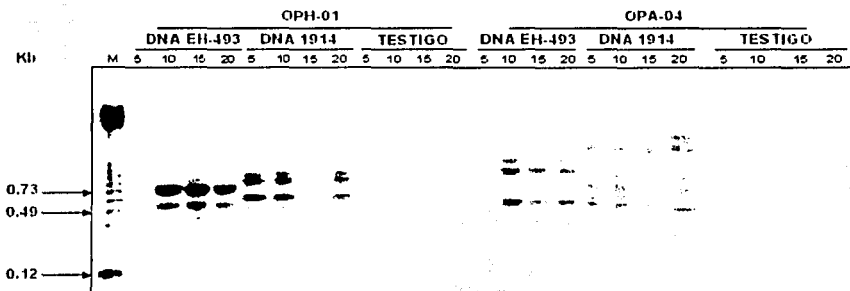 OPH-01 OPA-04
DNA EH-493 DNA 1914 TESTIGO DNA EH-493 DNA 1914 TESTIGO
Kb M 5 10 15 20 5 10 15 20 5 10 15 20 5 10 15 20 5 10 15 20 5 10 15 20
0.73
0.49
0.12